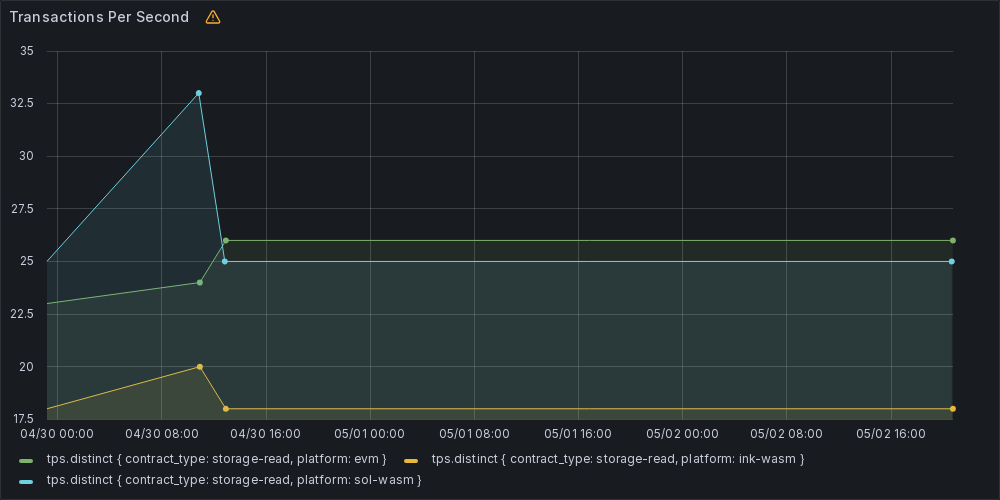 Transactions Per Second
35
32.5
30
27.5
25
22.5
20
17.5
04/30 00:00 04/30 08:00 04/30 16:00 05/01 00:00 05/01 08:00 05/01 16:00 05/02 00:00 05/02 08:00 05/02 16:00
tps.distinct { contract_type: storage-read, platform: evm } tps.distinct { contract_type: storage-read, platform: ink-wasm }
tps.distinct { contract_type: storage-read, platform: sol-wasm }